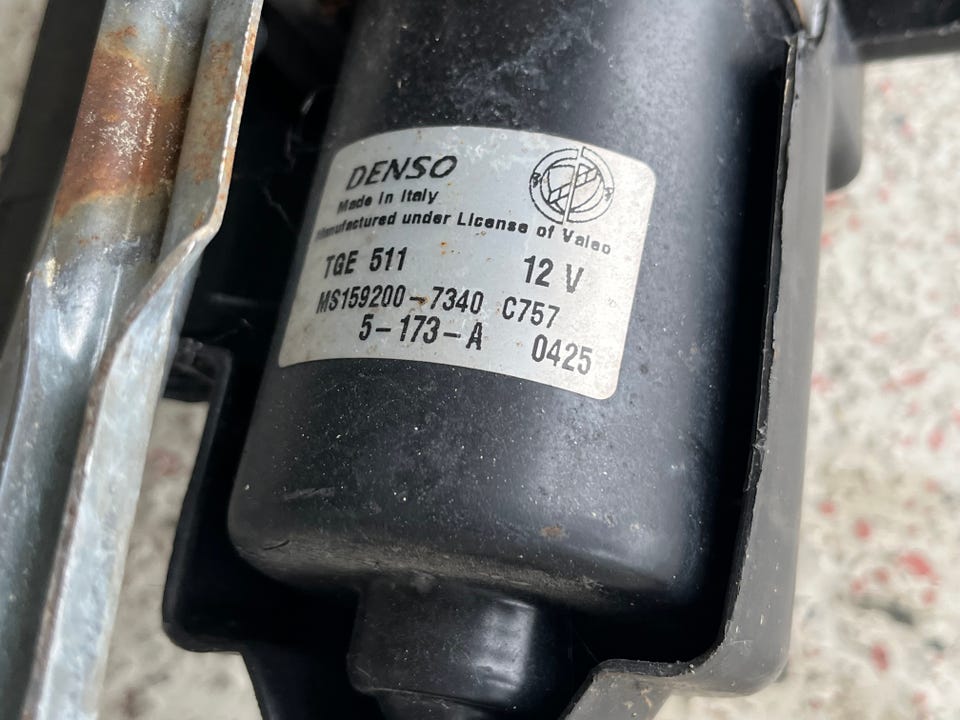 DENSO
Made in Italy
Manufactured under License of Valeo
TGE 511 12 V
MS159200-7340 C757
5-173-A 0425